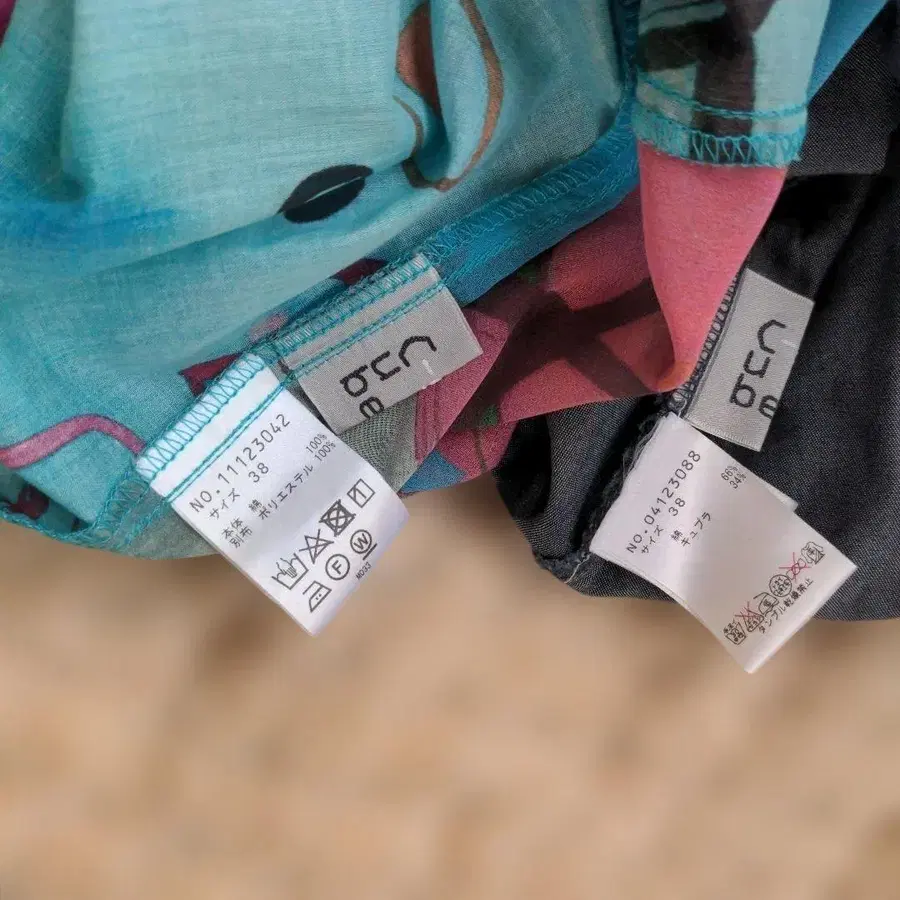 NO.11123042
サイズ 38
本体 綿 100%
別布 ポリエステル 100%
F
W
NO93
NO.04123088
サイズ 38
綿 66%
キュプラ 34%
タンブル乾燥禁止